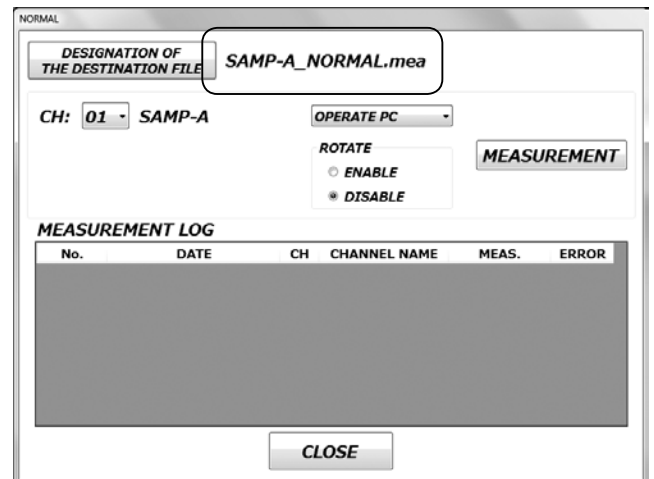 NORMAL
DESIGNATION OF
THE DESTINATION FILE
SAMP-A_NORMAL.mea
CH: 01 SAMP-A
OPERATE PC
ROTATE
ENABLE
DISABLE
MEASUREMENT
MEASUREMENT LOG
No. DATE CH CHANNEL NAME MEAS. ERROR
CLOSE